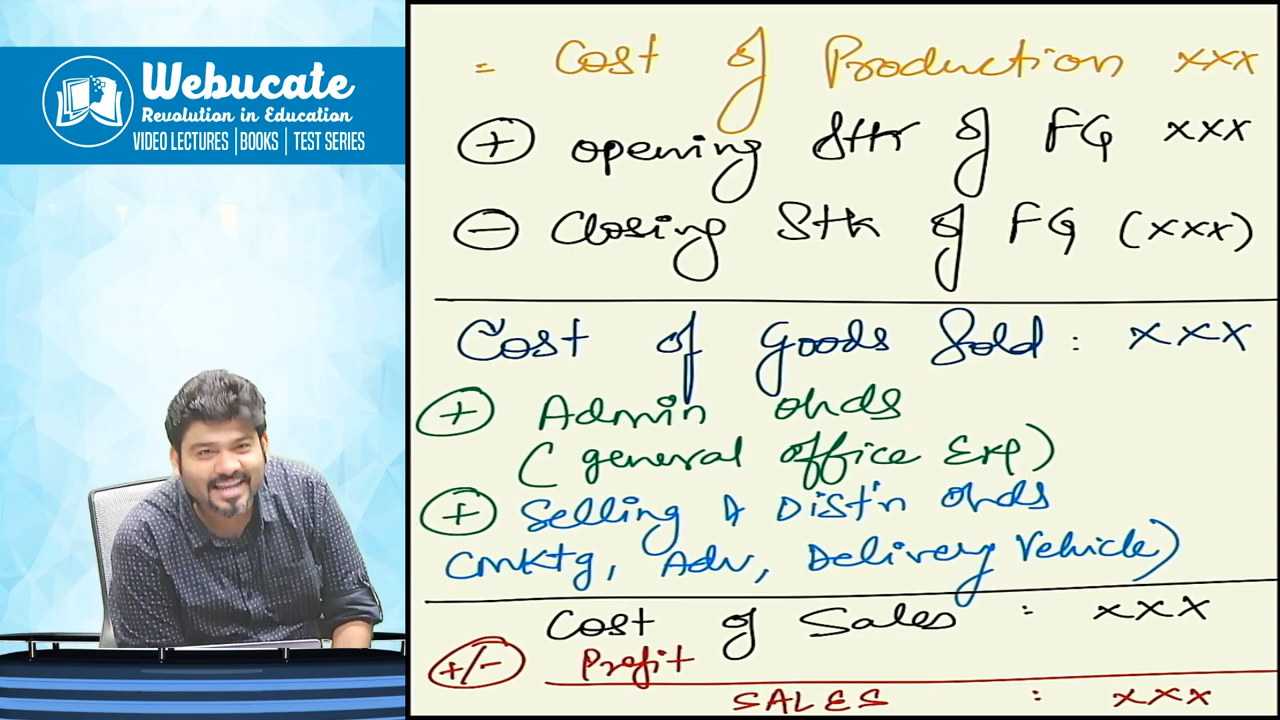 Webucate
Revolution in Education
VIDEO LECTURES | BOOKS | TEST SERIES
= Cost of Production xxx
+ opening Stk of FG xxx
− Closing Stk of FG (xxx)
Cost of Goods Sold : xxx
+ Admin ohds
(general office Exp)
+ Selling & Dist'n ohds
(mktg, Adv, Delivery Vehicle)
Cost of Sales : xxx
+/- Profit
SALES : xxx